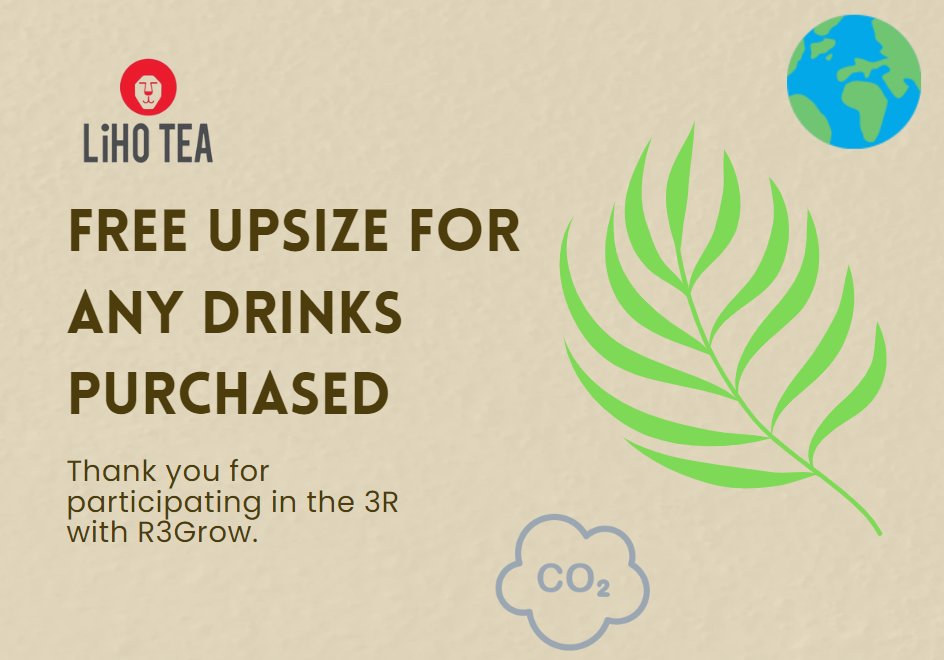 LiHO TEA
FREE UPSIZE FOR
ANY DRINKS
PURCHASED
Thank you for
participating in the 3R
with R3Grow.
CO₂